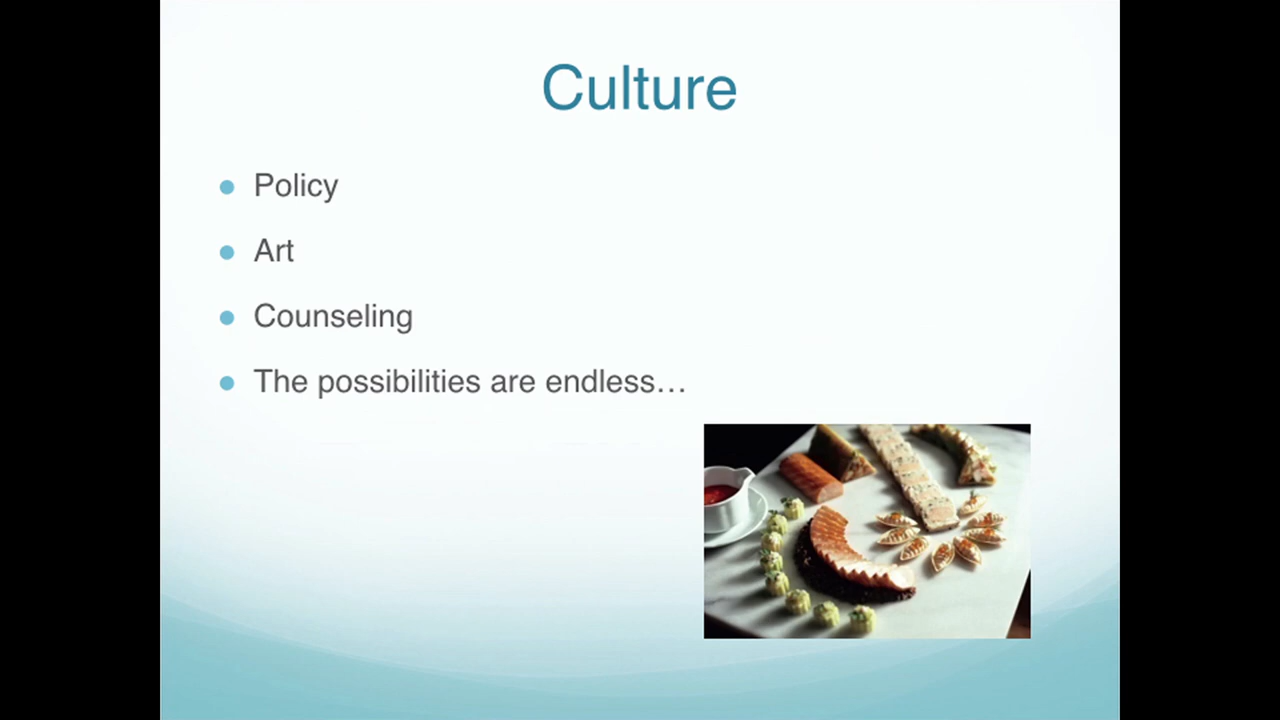 Culture
Policy
Art
Counseling
The possibilities are endless…